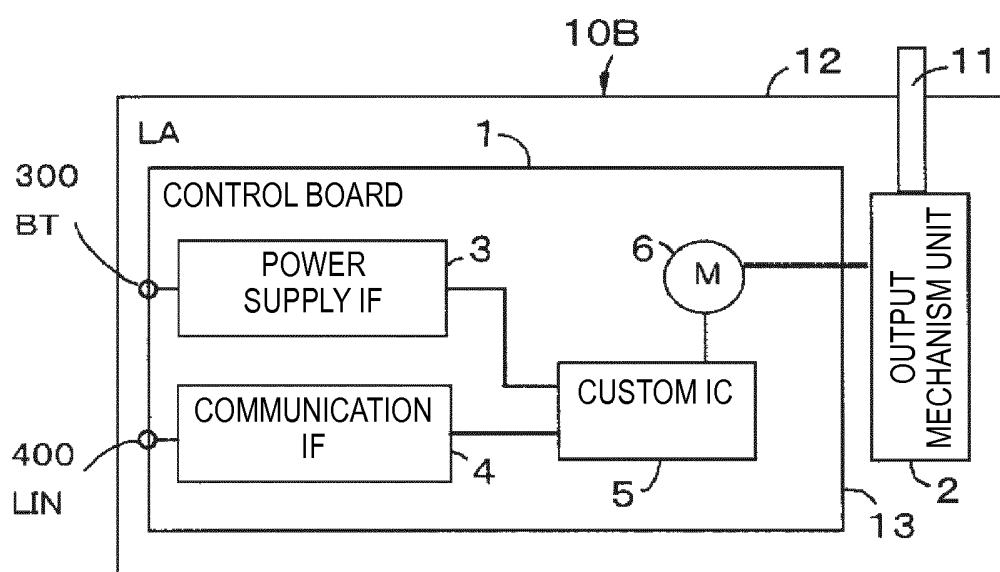 10B
12
11
LA
1
300
BT
CONTROL BOARD
POWER
SUPPLY IF
3
6
M
OUTPUT
MECHANISM UNIT
COMMUNICATION
IF
CUSTOM IC
400
LIN
4
5
2
13